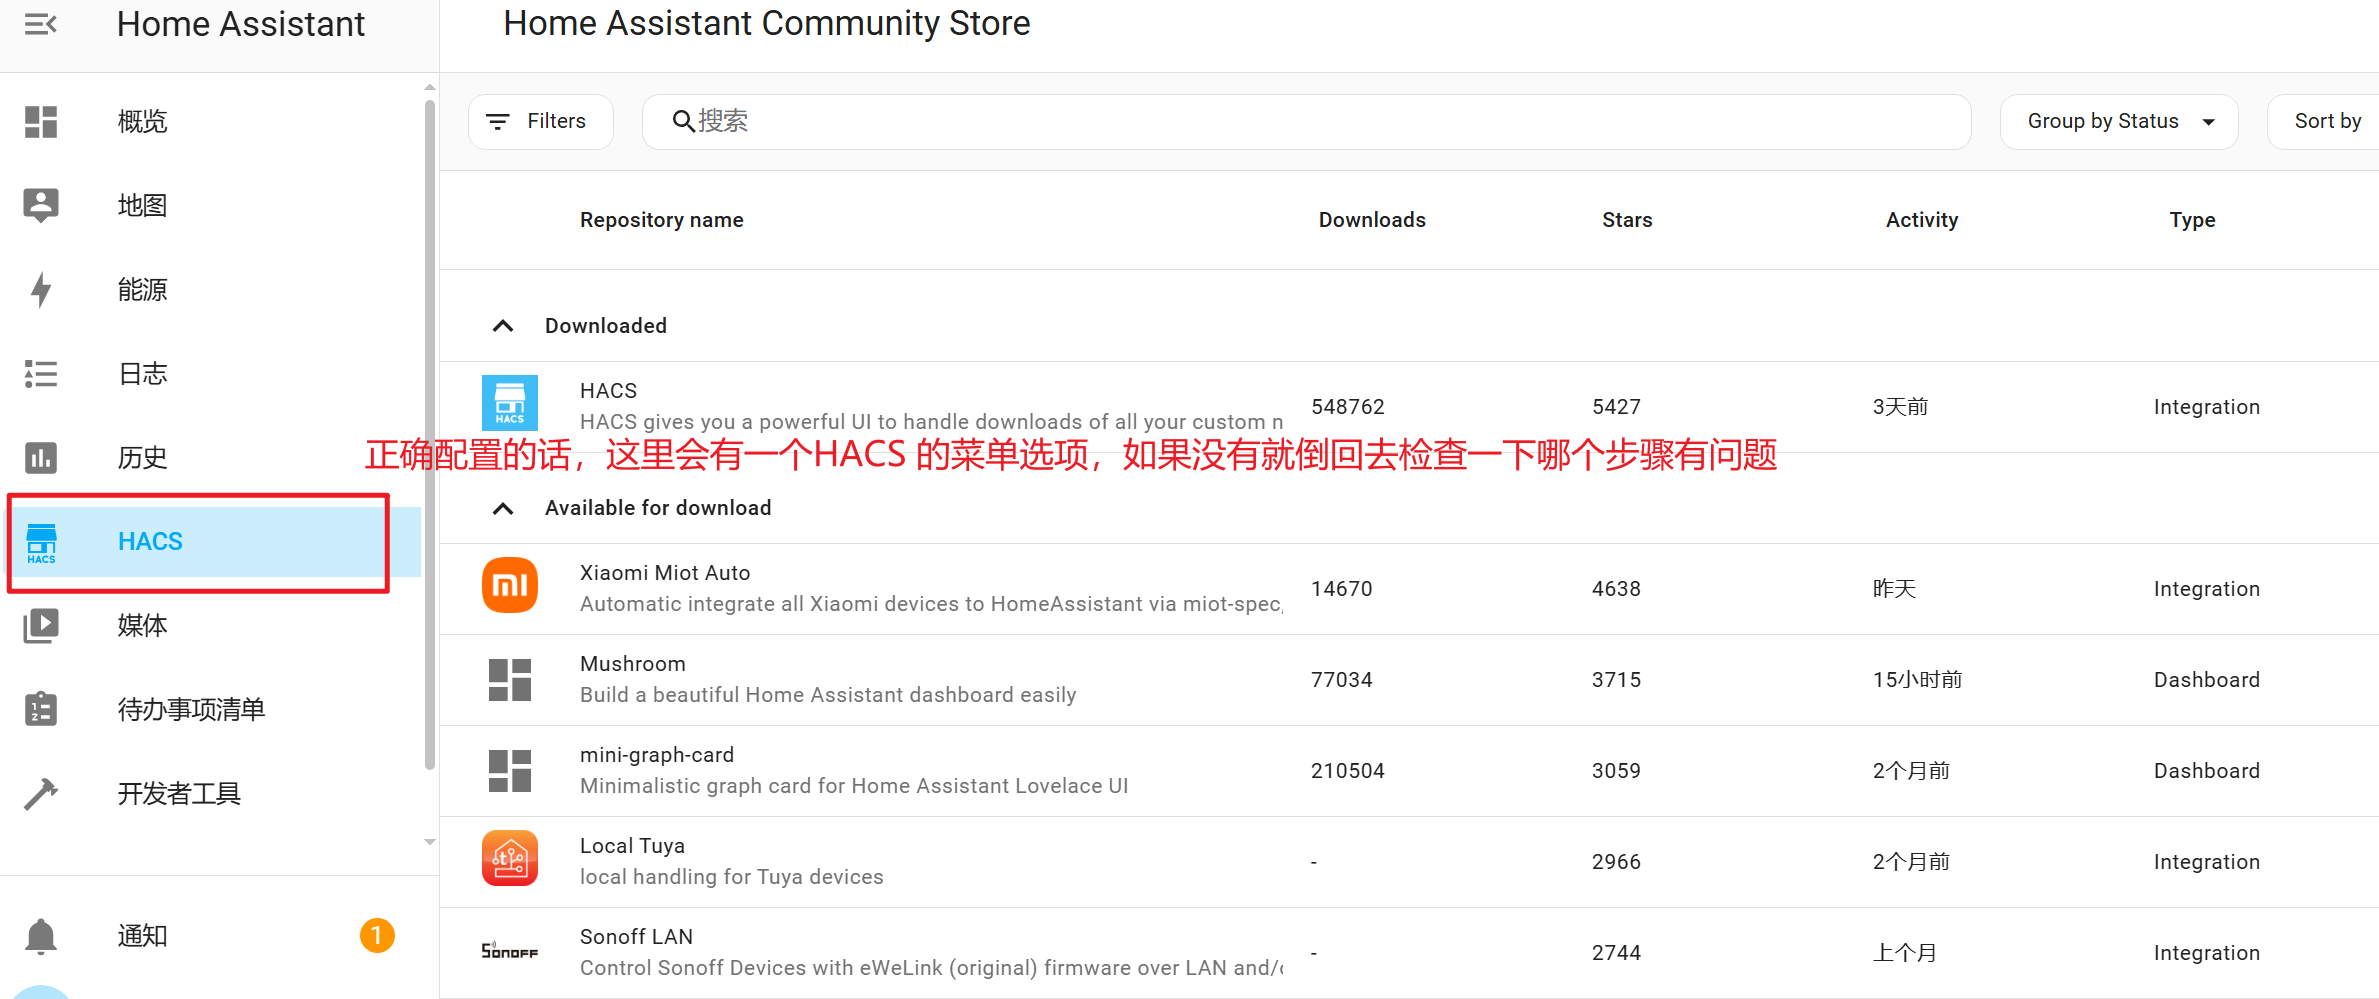 Home Assistant
Home Assistant Community Store
概览
地图
能源
日志
历史
HACS
HACS
媒体
待办事项清单
开发者工具
通知
1
Filters
搜索
Group by Status
Sort by
Repository name Downloads Stars Activity Type
Downloaded
HACS
HACS
HACS gives you a powerful UI to handle downloads of all your custom n
548762 5427 3天前 Integration
正确配置的话，这里会有一个HACS 的菜单选项，如果没有就倒回去检查一下哪个步骤有问题
Available for download
Xiaomi Miot Auto
Automatic integrate all Xiaomi devices to HomeAssistant via miot-spec,
14670 4638 昨天 Integration
Mushroom
Build a beautiful Home Assistant dashboard easily
77034 3715 15小时前 Dashboard
mini-graph-card
Minimalistic graph card for Home Assistant Lovelace UI
210504 3059 2个月前 Dashboard
Local Tuya
local handling for Tuya devices
- 2966 2个月前 Integration
SONOFF
Sonoff LAN
Control Sonoff Devices with eWeLink (original) firmware over LAN and/
- 2744 上个月 Integration